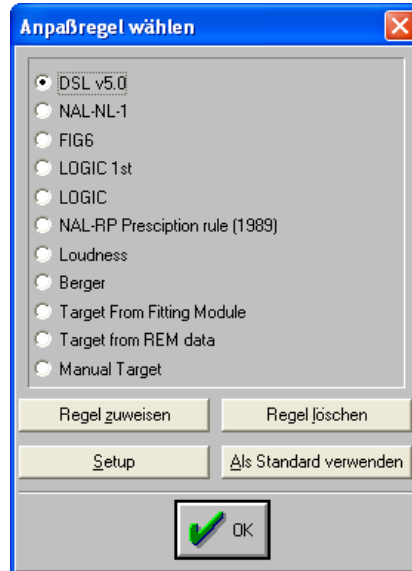 Anpaßregel wählen
DSL v5.0
NAL-NL-1
FIG6
LOGIC 1st
LOGIC
NAL-RP Presciption rule (1989)
Loudness
Berger
Target From Fitting Module
Target from REM data
Manual Target
Regel zuweisen
Regel löschen
Setup
Als Standard verwenden
OK